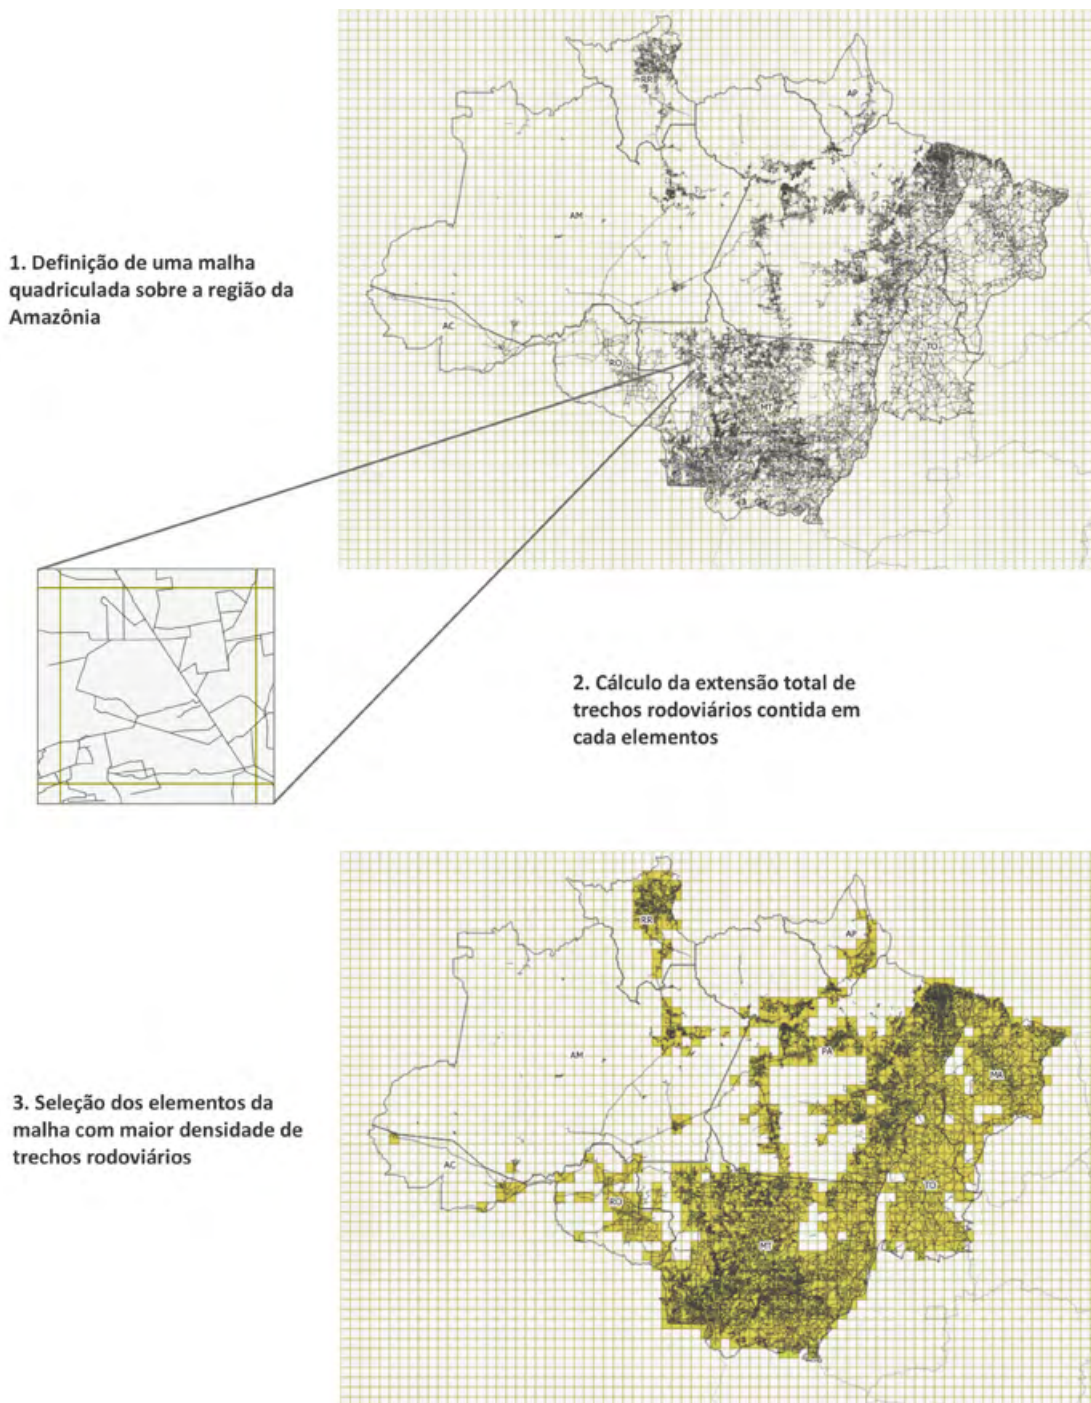 RR
AP
AM
PA
MA
1. Definição de uma malha
quadriculada sobre a região da
Amazônia
AC
RO
TO
MT
2. Cálculo da extensão total de
trechos rodoviários contida em
cada elementos
RR
AP
AM
PA
MA
3. Seleção dos elementos da
malha com maior densidade de
trechos rodoviários
AC
RO
TO
MT